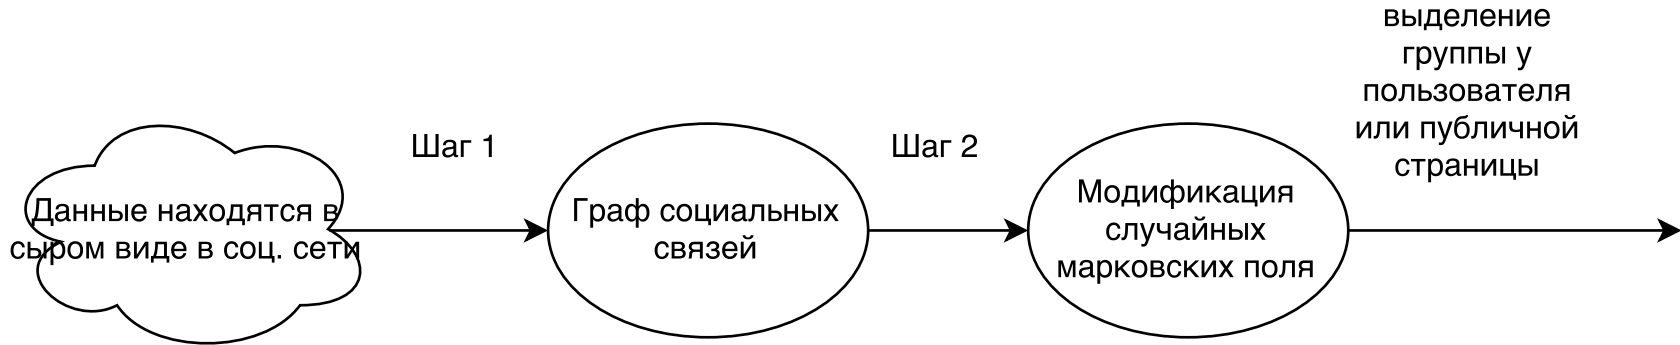 Данные находятся в
сыром виде в соц. сети
Шаг 1
Граф социальных
связей
Шаг 2
Модификация
случайных
марковских поля
выделение
группы у
пользователя
или публичной
страницы